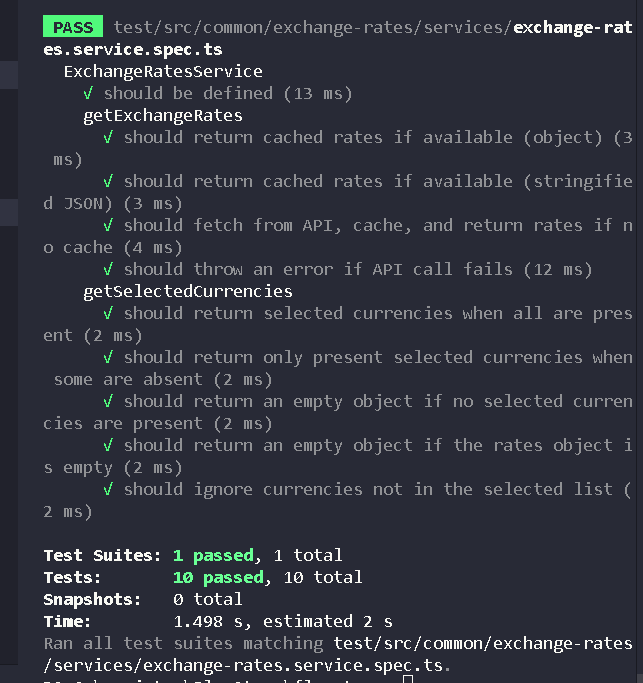 PASS test/src/common/exchange-rates/services/exchange-rat
es.service.spec.ts
ExchangeRatesService
√ should be defined (13 ms)
getExchangeRates
√ should return cached rates if available (object) (3
ms)
√ should return cached rates if available (stringifie
d JSON) (3 ms)
√ should fetch from API, cache, and return rates if n
o cache (4 ms)
√ should throw an error if API call fails (12 ms)
getSelectedCurrencies
√ should return selected currencies when all are pres
ent (2 ms)
√ should return only present selected currencies when
some are absent (2 ms)
√ should return an empty object if no selected curren
cies are present (2 ms)
√ should return an empty object if the rates object i
s empty (2 ms)
√ should ignore currencies not in the selected list (
2 ms)
Test Suites: 1 passed, 1 total
Tests: 10 passed, 10 total
Snapshots: 0 total
Time: 1.498 s, estimated 2 s
Ran all test suites matching test/src/common/exchange-rates
/services/exchange-rates.service.spec.ts.